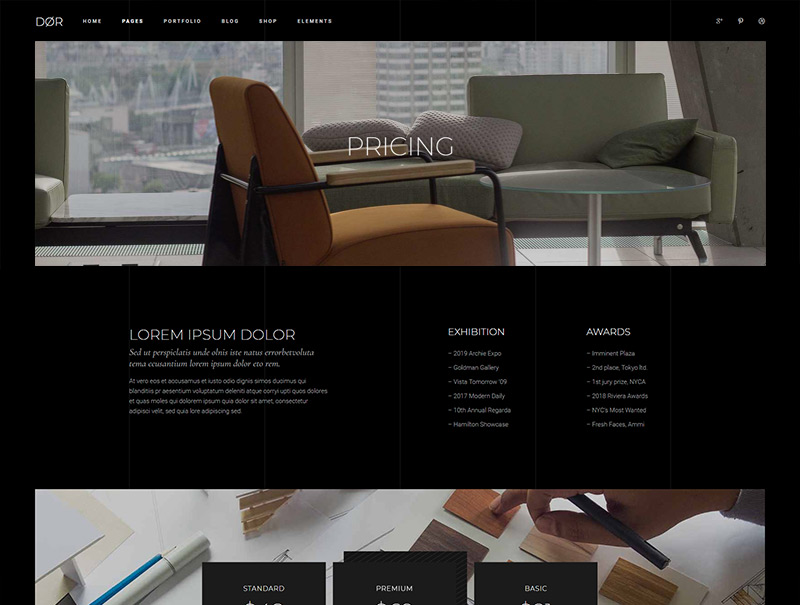 DØR HOME PAGES PORTFOLIO BLOG SHOP ELEMENTS
PRICING
LOREM IPSUM DOLOR
Sed ut perspiclatis unde olnis iste natus errorbetvoluta
tema ecusantium lorem ipsum dolor eto rem.
At vero eos et accusamus et iusto odio dignis simos ducimus qui
blanditiis pr aesentium voluptatum deleniti atque corryi upti quos dolores
et quas moles qui dolorem ipsum quia dolor sit amet, consectetur
adipisci velit, sed quia lore adipiscing sed.
EXHIBITION
– 2019 Archie Expo
– Goldman Gallery
– Vista Tomorrow '09
– 2017 Modern Daily
– 10th Annual Regarda
– Hamilton Showcase
AWARDS
– Imminent Plaza
– 2nd place, Tokyo ltd.
– 1st jury prize, NYCA
– 2018 Riviera Awards
– NYC's Most Wanted
– Fresh Faces, Ammi
STANDARD
PREMIUM
BASIC